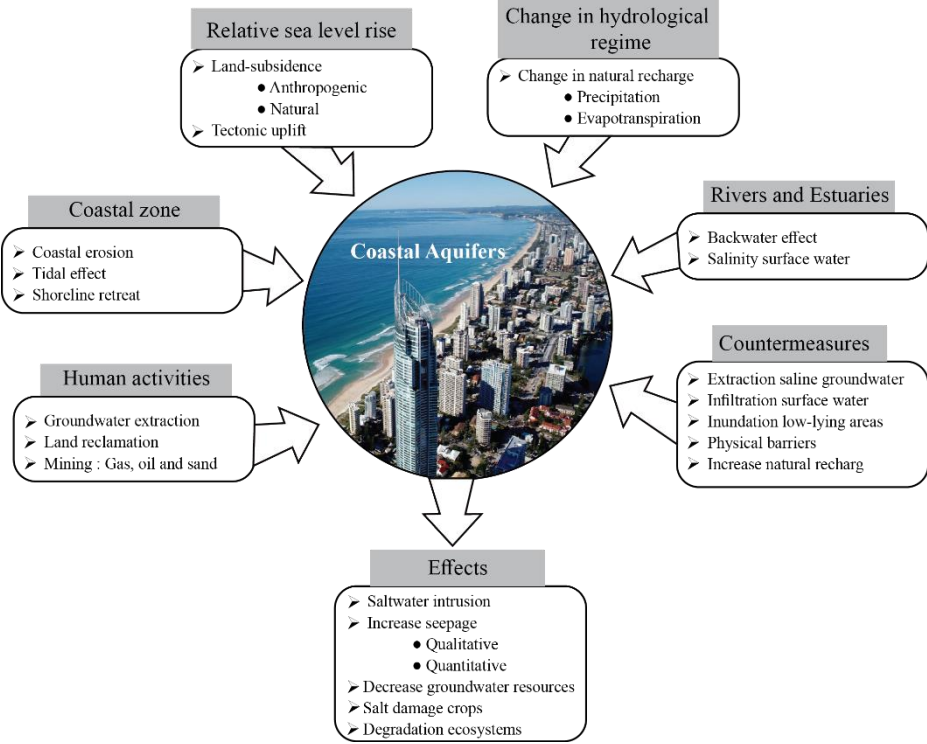 Relative sea level rise
Land-subsidence
Anthropogenic
Natural
Tectonic uplift
Change in hydrological
regime
Change in natural recharge
Precipitation
Evapotranspiration
Coastal zone
Coastal erosion
Tidal effect
Shoreline retreat
Coastal Aquifers
Rivers and Estuaries
Backwater effect
Salinity surface water
Human activities
Groundwater extraction
Land reclamation
Mining : Gas, oil and sand
Countermeasures
Extraction saline groundwater
Infiltration surface water
Inundation low-lying areas
Physical barriers
Increase natural recharg
Effects
Saltwater intrusion
Increase seepage
Qualitative
Quantitative
Decrease groundwater resources
Salt damage crops
Degradation ecosystems